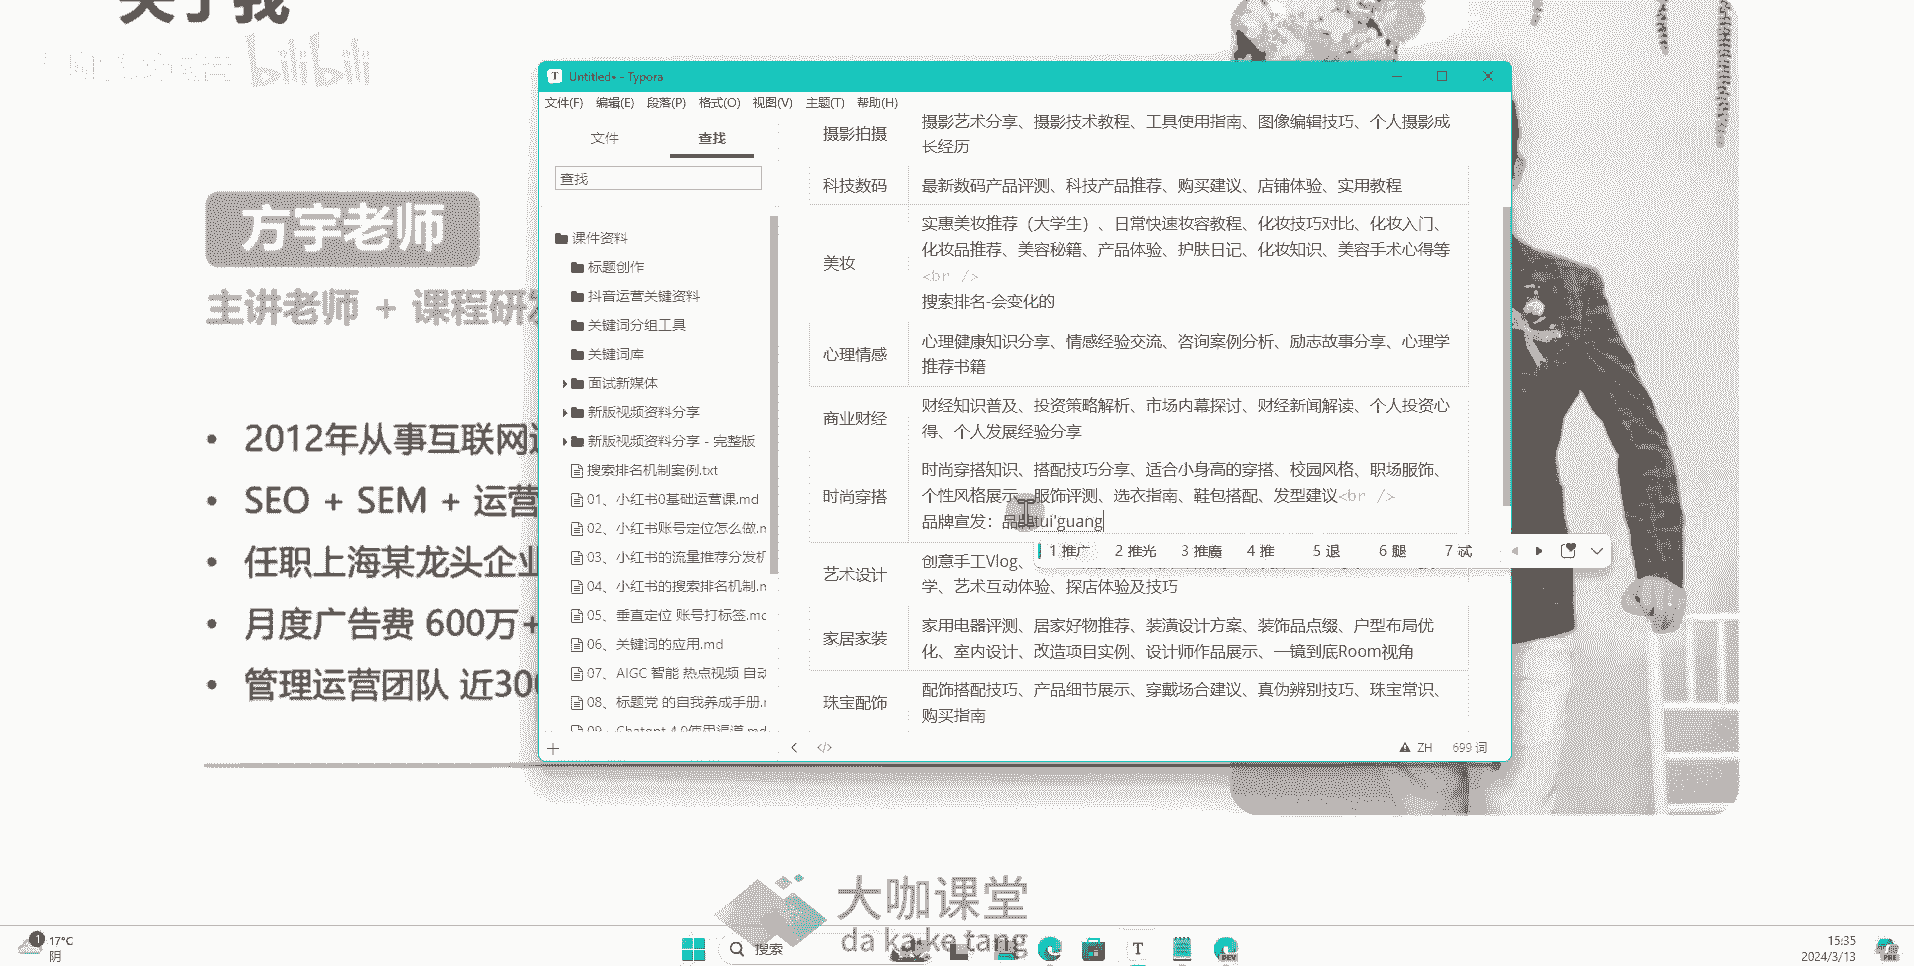 关于我
bilibili
方宇老师
主讲老师 + 课程研发
2012年从事互联网运
SEO + SEM + 运营
任职上海某龙头企业
月度广告费 600万+
管理运营团队 近300
Untitled• - Typora
文件(F) 编辑(E) 段落(P) 格式(O) 视图(V) 主题(T) 帮助(H)
文件 查找
查找
课件资料
标题创作
抖音运营关键资料
关键词分组工具
关键词库
面试新媒体
新版视频资料分享
新版视频资料分享 - 完整版
搜索排名机制案例.txt
01、小红书0基础运营课.md
02、小红书账号定位怎么做.m
03、小红书的流量推荐分发机
04、小红书的搜索排名机制.m
05、垂直定位 账号打标签.mc
06、关键词的应用.md
07、AIGC 智能 热点视频 自动
08、标题党 的自我养成手册.r
09、Chatgpt 4.0使用渠道.md
摄影拍摄
摄影艺术分享、摄影技术教程、工具使用指南、图像编辑技巧、个人摄影成
长经历
科技数码
最新数码产品评测、科技产品推荐、购买建议、店铺体验、实用教程
美妆
实惠美妆推荐（大学生）、日常快速妆容教程、化妆技巧对比、化妆入门、
化妆品推荐、美容秘籍、产品体验、护肤日记、化妆知识、美容手术心得等
<br />
搜索排名-会变化的
心理情感
心理健康知识分享、情感经验交流、咨询案例分析、励志故事分享、心理学
推荐书籍
商业财经
财经知识普及、投资策略解析、市场内幕探讨、财经新闻解读、个人投资心
得、个人发展经验分享
时尚穿搭
时尚穿搭知识、搭配技巧分享、适合小身高的穿搭、校园风格、职场服饰、
个性风格展示、服饰评测、选衣指南、鞋包搭配、发型建议<br />
品牌宣发：品牌tui'guang
1 推广 2 推光 3 推廣 4 推 5 退 6 腿 7 忒
艺术设计
创意手工Vlog、
学、艺术互动体验、探店体验及技巧
家居家装
家用电器评测、居家好物推荐、装潢设计方案、装饰品点缀、户型布局优
化、室内设计、改造项目实例、设计师作品展示、一镜到底Room视角
珠宝配饰
配饰搭配技巧、产品细节展示、穿戴场合建议、真伪辨别技巧、珠宝常识、
购买指南
ZH 699 词
大咖课堂
da ka ke tang
1
17°C
阴
搜索
T
DEV
15:35
2024/3/13
PRE